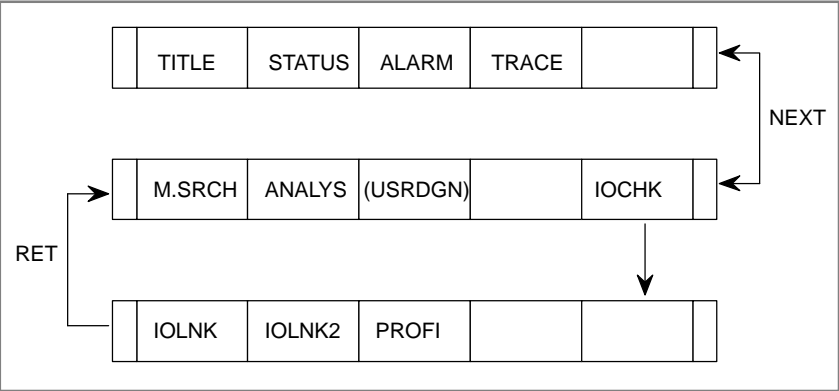 TITLE STATUS ALARM TRACE
NEXT
M.SRCH ANALYS (USRDGN) IOCHK
RET
IOLNK IOLNK2 PROFI